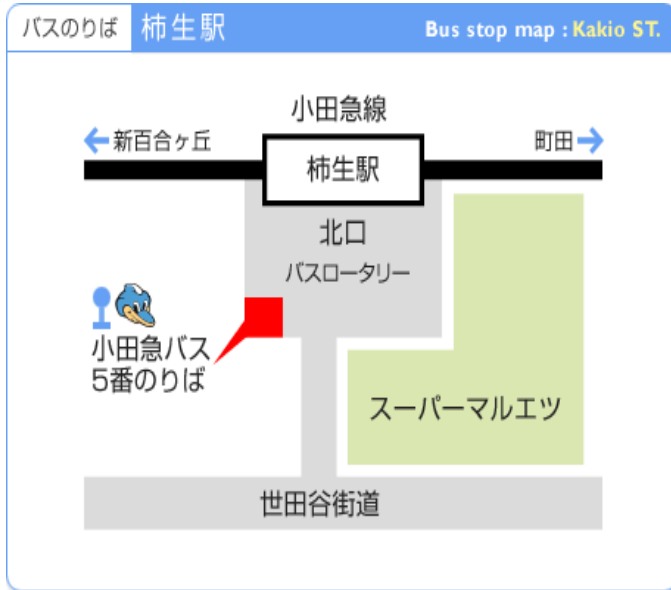 バスのりば 柿生駅 Bus stop map : Kakio ST.
小田急線
新百合ヶ丘
町田
柿生駅
北口
バスロータリー
小田急バス
5番のりば
スーパーマルエツ
世田谷街道